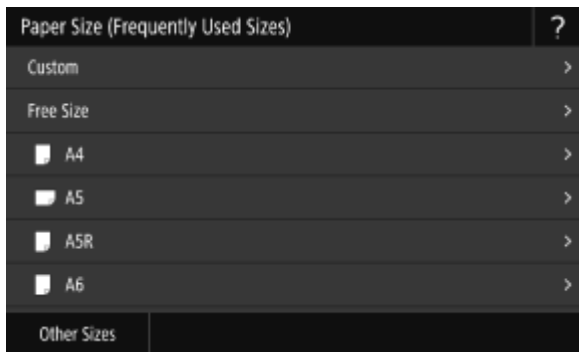 Paper Size (Frequently Used Sizes) ?
Custom >
Free Size >
A4 >
A5 >
A5R >
A6 >
Other Sizes